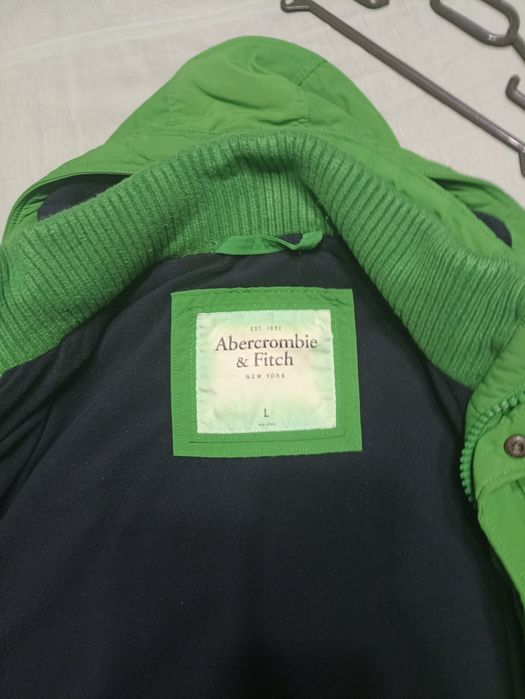 EST. 1892
Abercrombie
& Fitch
NEW YORK
L